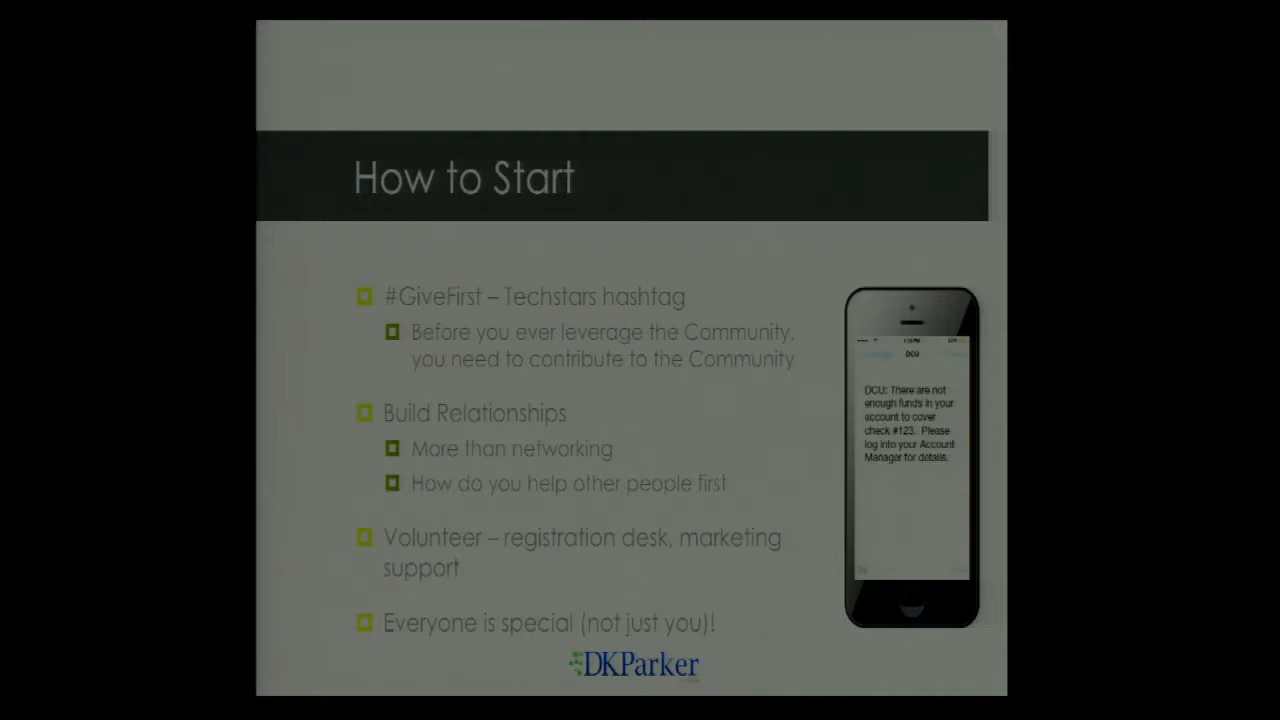 How to Start
#GiveFirst – Techstars hashtag
Before you ever leverage the Community,
you need to contribute to the Community
Build Relationships
More than networking
How do you help other people first
Volunteer – registration desk, marketing
support
Everyone is special (not just you)!
DKParker
DCU
DCU: There are not
enough funds in your
account to cover
check #123. Please
log into your Account
Manager for details.